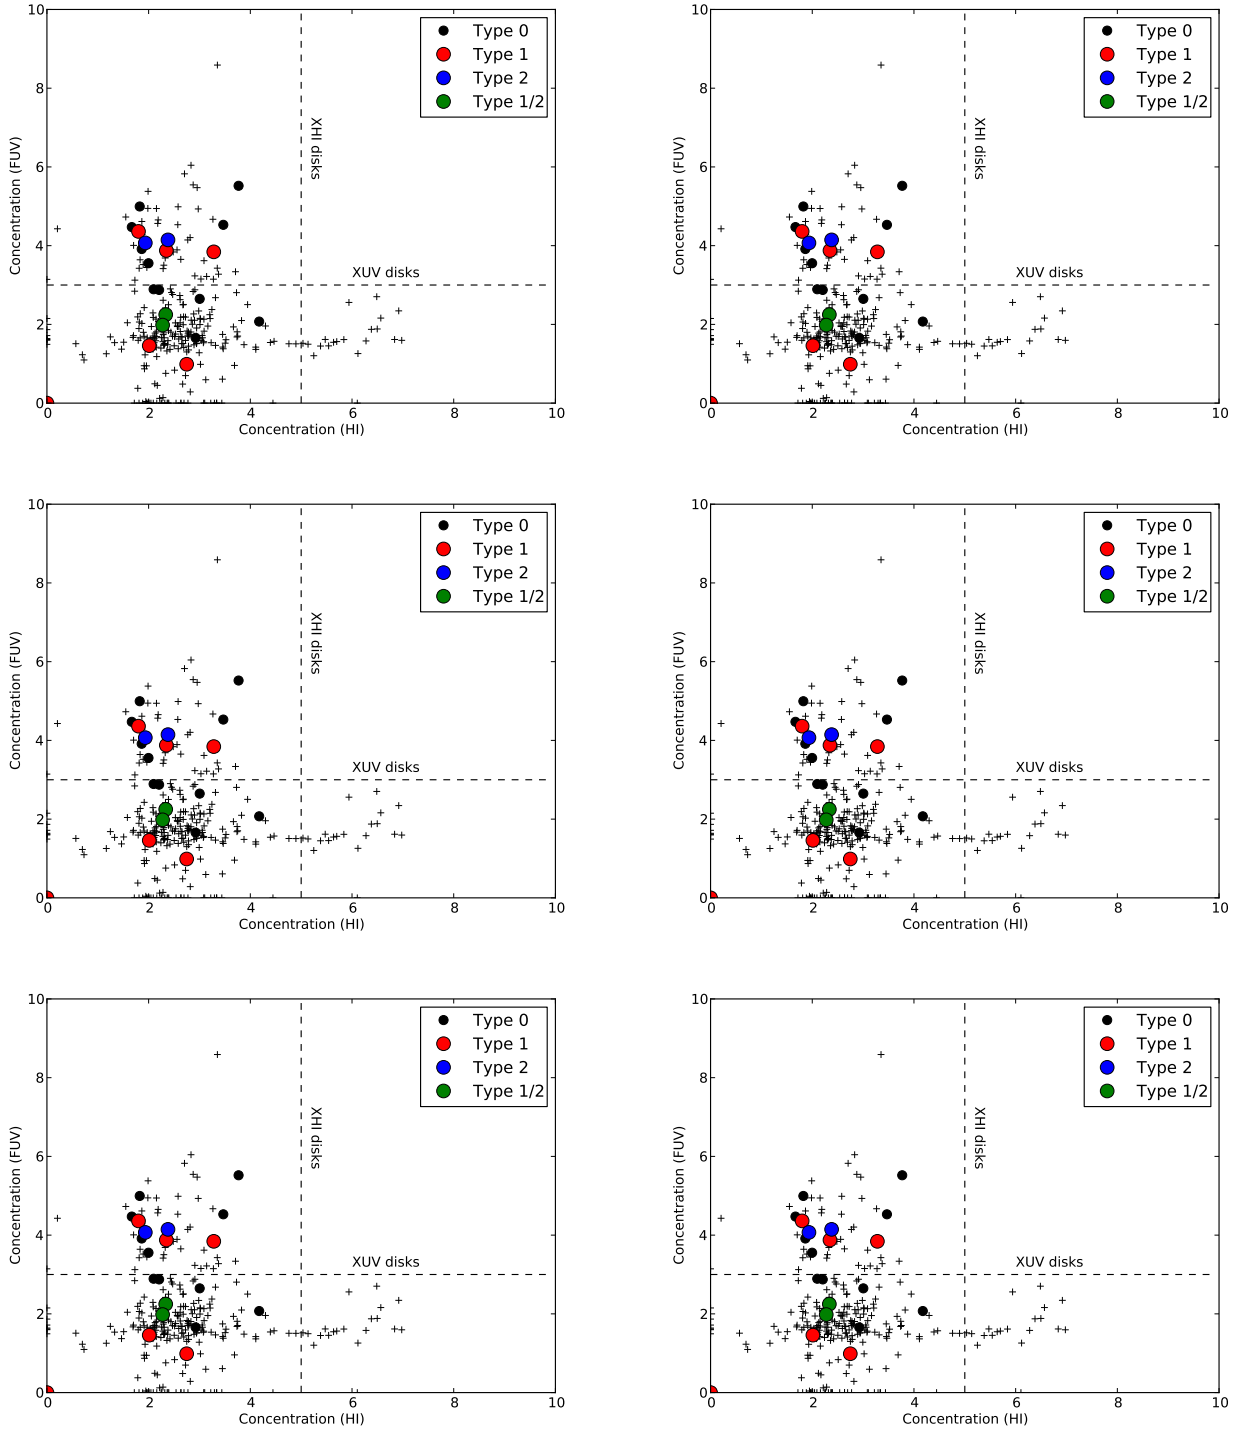 10
8
6
4
2
0
0 2 4 6 8 10
Concentration (FUV)
Concentration (HI)
XHI disks
XUV disks
Type 0
Type 1
Type 2
Type 1/2
10
8
6
4
2
0
0 2 4 6 8 10
Concentration (FUV)
Concentration (HI)
XHI disks
XUV disks
Type 0
Type 1
Type 2
Type 1/2
10
8
6
4
2
0
0 2 4 6 8 10
Concentration (FUV)
Concentration (HI)
XHI disks
XUV disks
Type 0
Type 1
Type 2
Type 1/2
10
8
6
4
2
0
0 2 4 6 8 10
Concentration (FUV)
Concentration (HI)
XHI disks
XUV disks
Type 0
Type 1
Type 2
Type 1/2
10
8
6
4
2
0
0 2 4 6 8 10
Concentration (FUV)
Concentration (HI)
XHI disks
XUV disks
Type 0
Type 1
Type 2
Type 1/2
10
8
6
4
2
0
0 2 4 6 8 10
Concentration (FUV)
Concentration (HI)
XHI disks
XUV disks
Type 0
Type 1
Type 2
Type 1/2